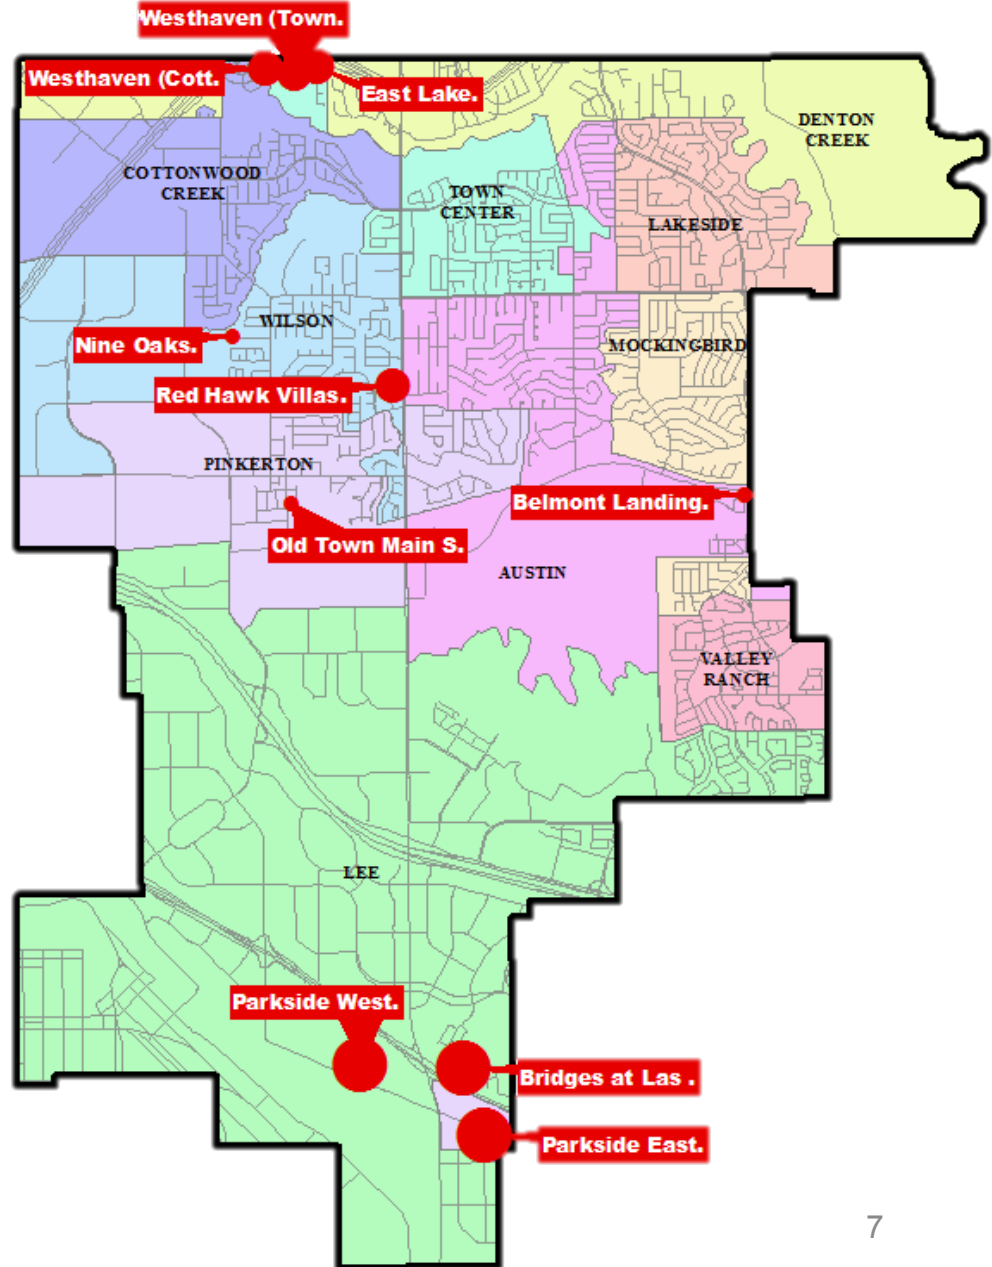 Westhaven (Town.
Westhaven (Cott.
East Lake.
DENTON
CREEK
COTTONWOOD
CREEK
TOWN
CENTER
LAKESIDE
WILSON
Nine Oaks.
MOCKINGBIRD
Red Hawk Villas.
PINKERTON
Belmont Landing.
Old Town Main S.
AUSTIN
VALLEY
RANCH
LEE
Parkside West.
Bridges at Las .
Parkside East.
7